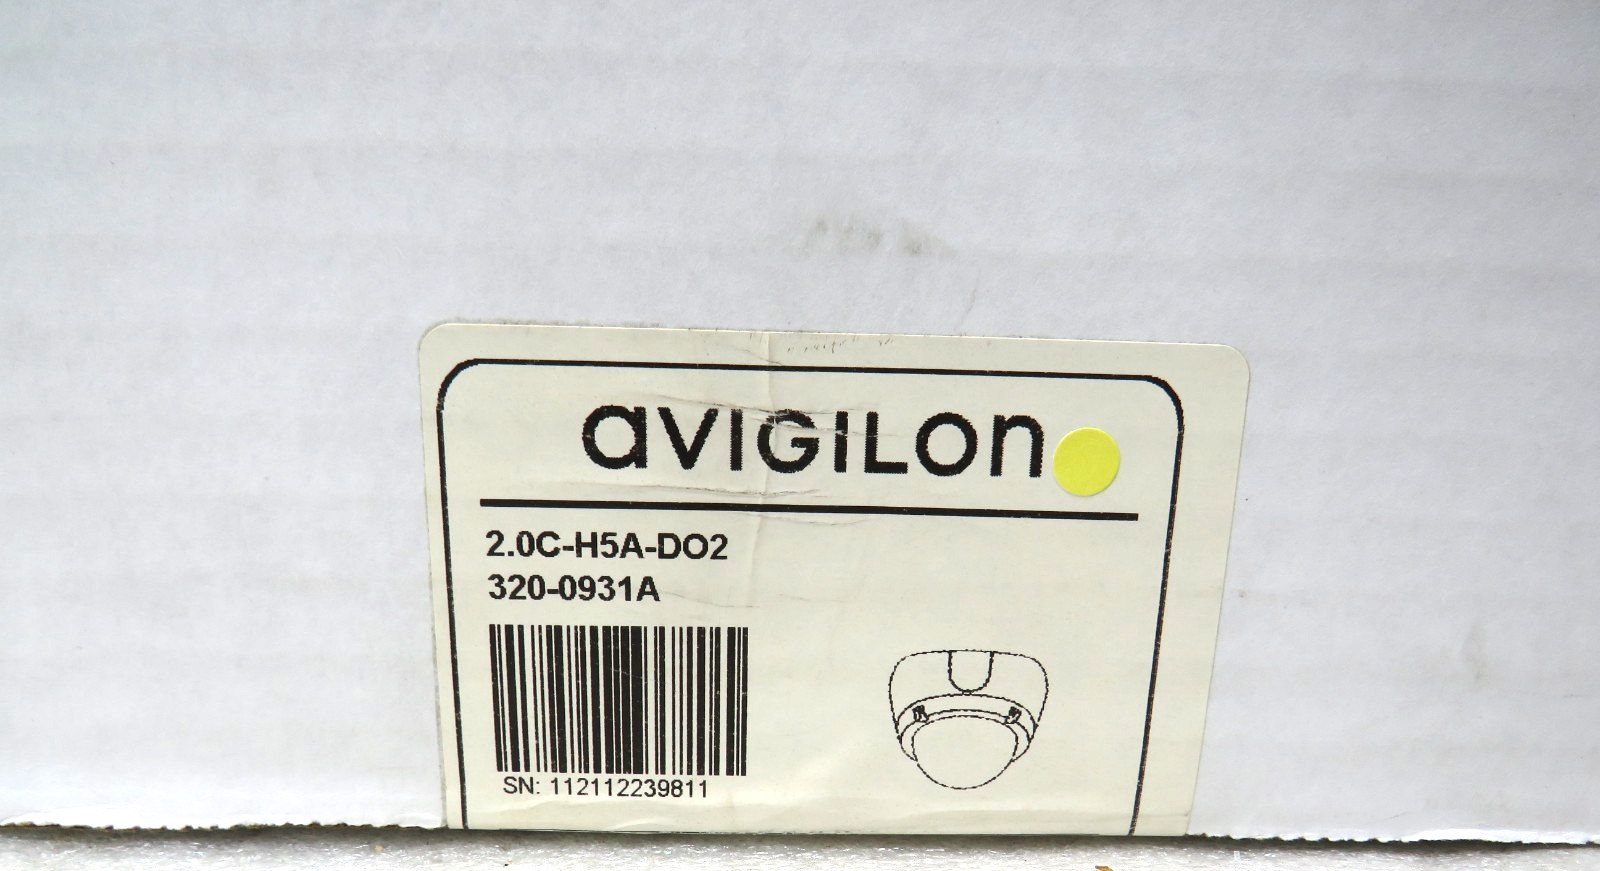 aVIGILon
2.0C-H5A-DO2
320-0931A
SN: 112112239811